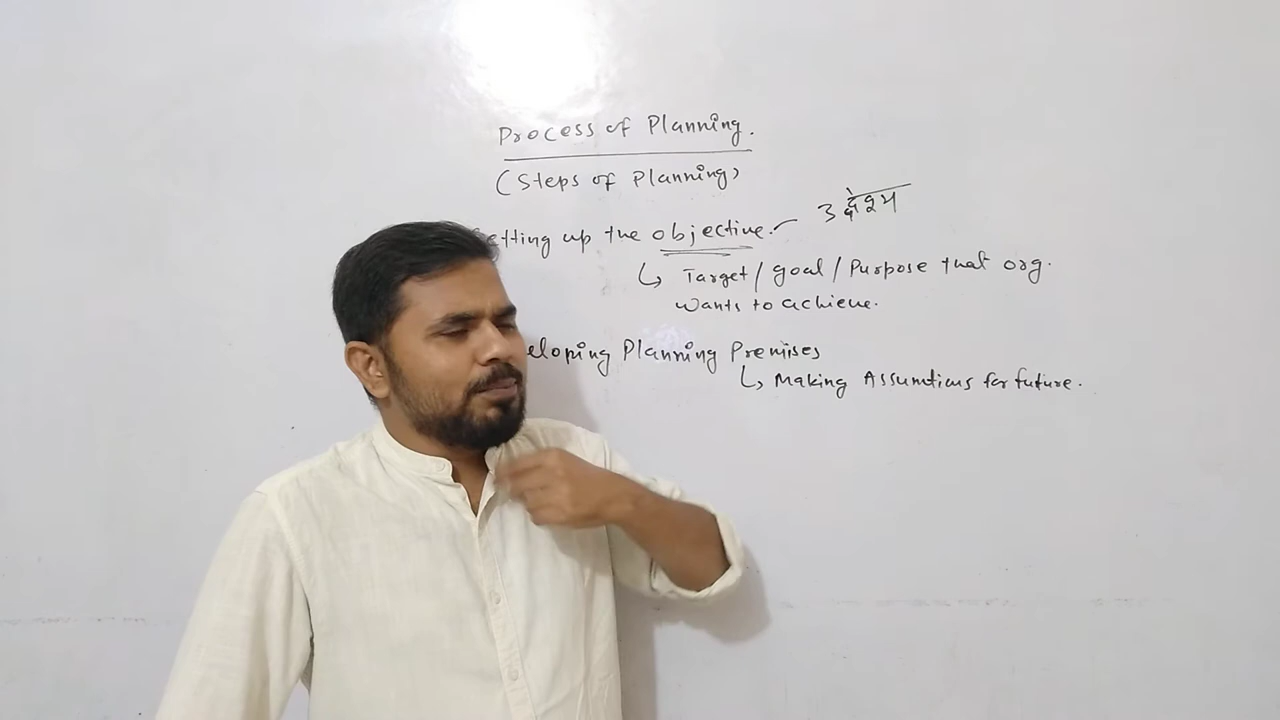 Process of Planning.
(Steps of Planning)
etting up the objective. उद्देश्य
↳ Target/goal/Purpose that org.
wants to achieve.
eloping Planning Premises
↳ Making Assumtions for future.